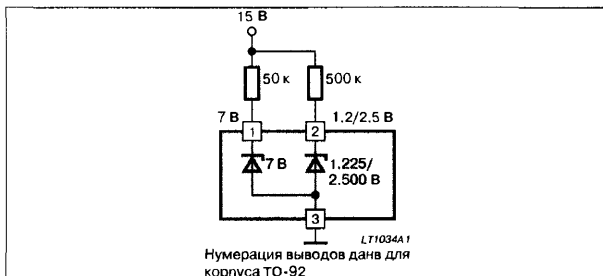 15 В
50 к
500 к
7 В
1
2
1.2/2.5 В
7 В
1.225/
2.500 В
3
LT1034A1
Нумерация выводов данв для
корпуса ТО-92